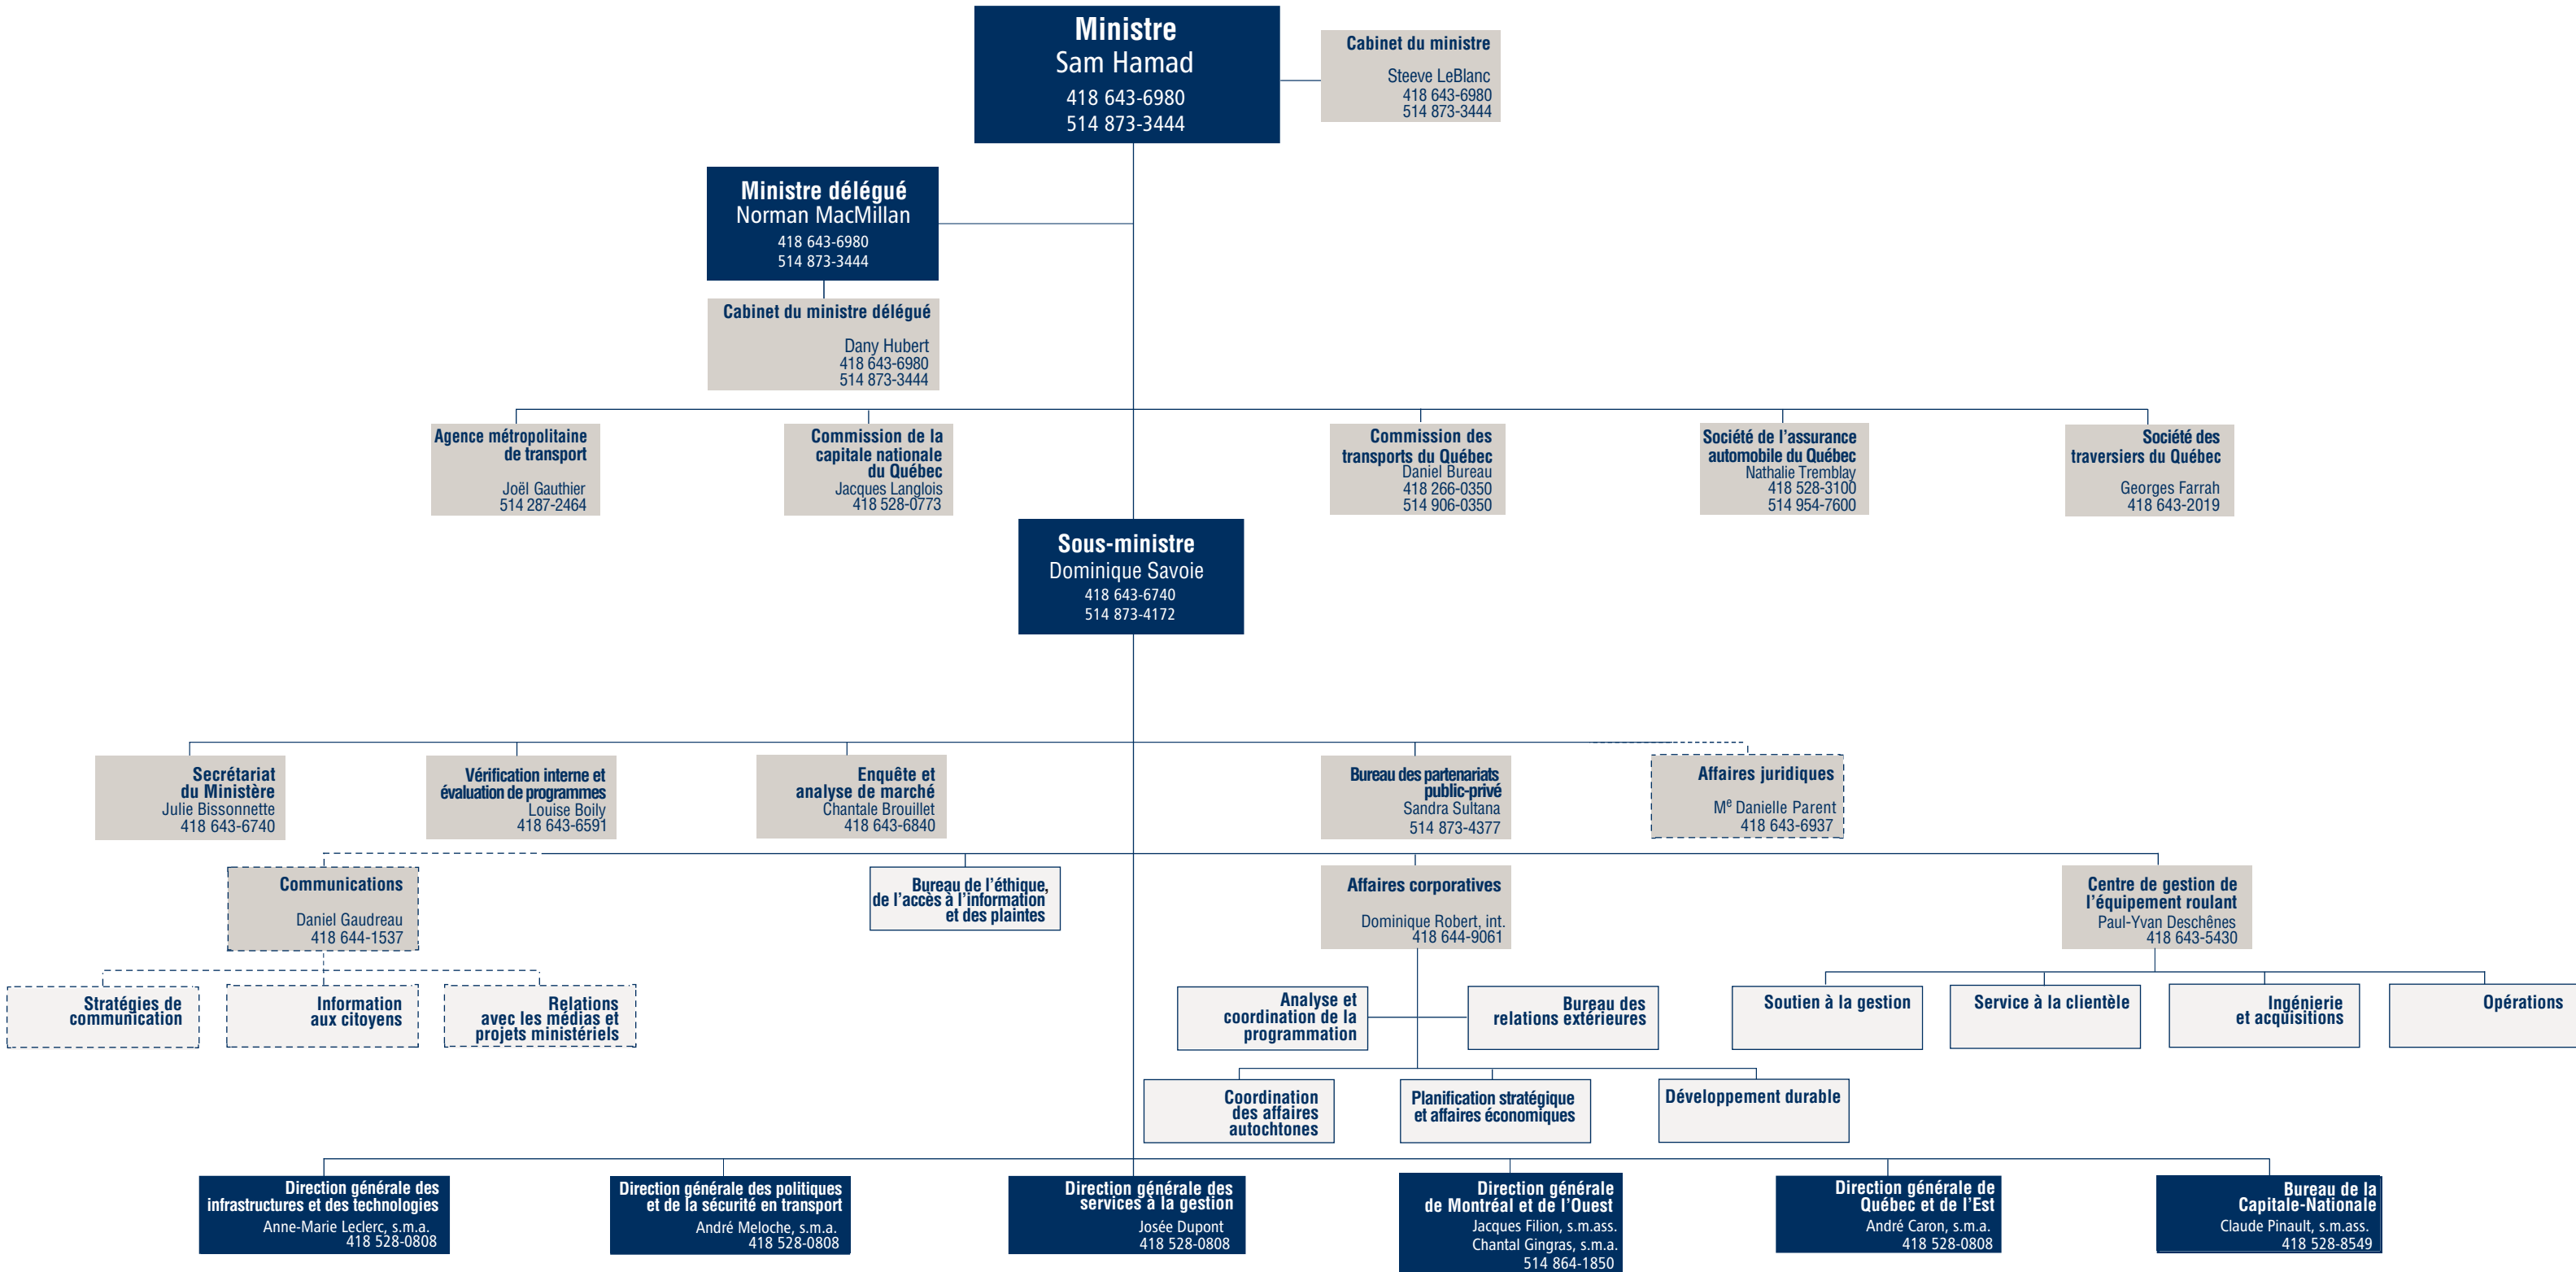 Ministre
Sam Hamad
418 643-6980
514 873-3444
Cabinet du ministre
Steeve LeBlanc
418 643-6980
514 873-3444
Ministre délégué
Norman MacMillan
418 643-6980
514 873-3444
Cabinet du ministre délégué
Dany Hubert
418 643-6980
514 873-3444
Agence métropolitaine
de transport
Joël Gauthier
514 287-2464
Commission de la
capitale nationale
du Québec
Jacques Langlois
418 528-0773
Commission des
transports du Québec
Daniel Bureau
418 266-0350
514 906-0350
Société de l'assurance
automobile du Québec
Nathalie Tremblay
418 528-3100
514 954-7600
Société des
traversiers du Québec
Georges Farrah
418 643-2019
Sous-ministre
Dominique Savoie
418 643-6740
514 873-4172
Secrétariat
du Ministère
Julie Bissonnette
418 643-6740
Vérification interne et
évaluation de programmes
Louise Boily
418 643-6591
Enquête et
analyse de marché
Chantale Brouillet
418 643-6840
Bureau des partenariats
public-privé
Sandra Sultana
514 873-4377
Affaires juridiques
Me Danielle Parent
418 643-6937
Communications
Daniel Gaudreau
418 644-1537
Bureau de l'éthique,
de l'accès à l'information
et des plaintes
Affaires corporatives
Dominique Robert, int.
418 644-9061
Centre de gestion de
l'équipement roulant
Paul-Yvan Deschênes
418 643-5430
Stratégies de
communication
Information
aux citoyens
Relations
avec les médias et
projets ministériels
Analyse et
coordination de la
programmation
Bureau des
relations extérieures
Soutien à la gestion
Service à la clientèle
Ingénierie
et acquisitions
Opérations
Coordination
des affaires
autochtones
Planification stratégique
et affaires économiques
Développement durable
Direction générale des
infrastructures et des technologies
Anne-Marie Leclerc, s.m.a.
418 528-0808
Direction générale des politiques
et de la sécurité en transport
André Meloche, s.m.a.
418 528-0808
Direction générale des
services à la gestion
Josée Dupont
418 528-0808
Direction générale
de Montréal et de l'Ouest
Jacques Filion, s.m.ass.
Chantal Gingras, s.m.a.
514 864-1850
Direction générale de
Québec et de l'Est
André Caron, s.m.a.
418 528-0808
Bureau de la
Capitale-Nationale
Claude Pinault, s.m.ass.
418 528-8549